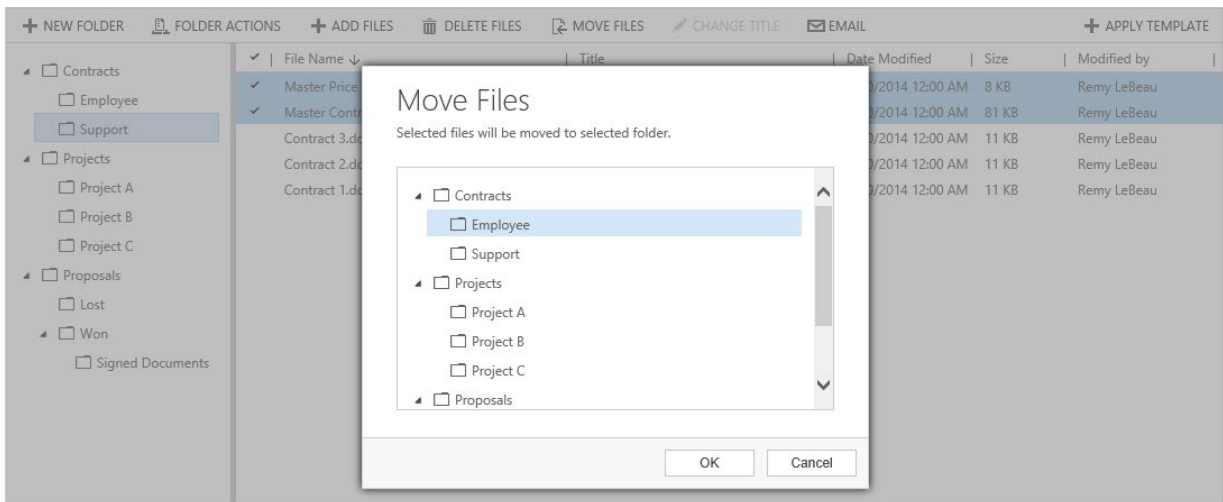 NEW FOLDER FOLDER ACTIONS ADD FILES DELETE FILES MOVE FILES CHANGE TITLE EMAIL APPLY TEMPLATE
Contracts
Employee
Support
Projects
Project A
Project B
Project C
Proposals
Lost
Won
Signed Documents
File Name Title Date Modified Size Modified by
Master Price 0/2014 12:00 AM 8 KB Remy LeBeau
Master 0/2014 12:00 AM 81 KB Remy LeBeau
Contract 0/2014 12:00 AM 11 KB Remy LeBeau
Contract 0/2014 12:00 AM 11 KB Remy LeBeau
Contract 0/2014 12:00 AM 11 KB Remy LeBeau
Move Files
Selected files will be moved to selected folder.
Contracts
Employee
Support
Projects
Project A
Project B
Project C
Proposals
OK Cancel